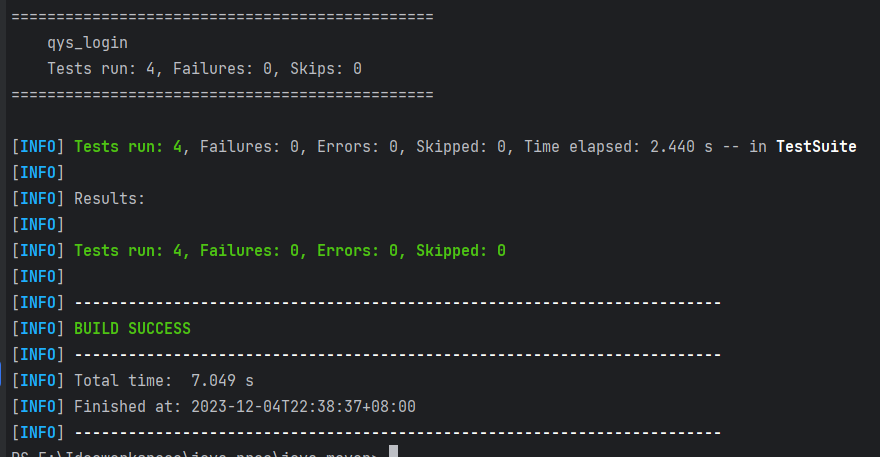 ===============================================
qys_login
Tests run: 4, Failures: 0, Skips: 0
===============================================
[INFO] Tests run: 4, Failures: 0, Errors: 0, Skipped: 0, Time elapsed: 2.440 s -- in TestSuite
[INFO]
[INFO] Results:
[INFO]
[INFO] Tests run: 4, Failures: 0, Errors: 0, Skipped: 0
[INFO]
[INFO] ------------------------------------------------------------------------
[INFO] BUILD SUCCESS
[INFO] ------------------------------------------------------------------------
[INFO] Total time:  7.049 s
[INFO] Finished at: 2023-12-04T22:38:37+08:00
[INFO] ------------------------------------------------------------------------